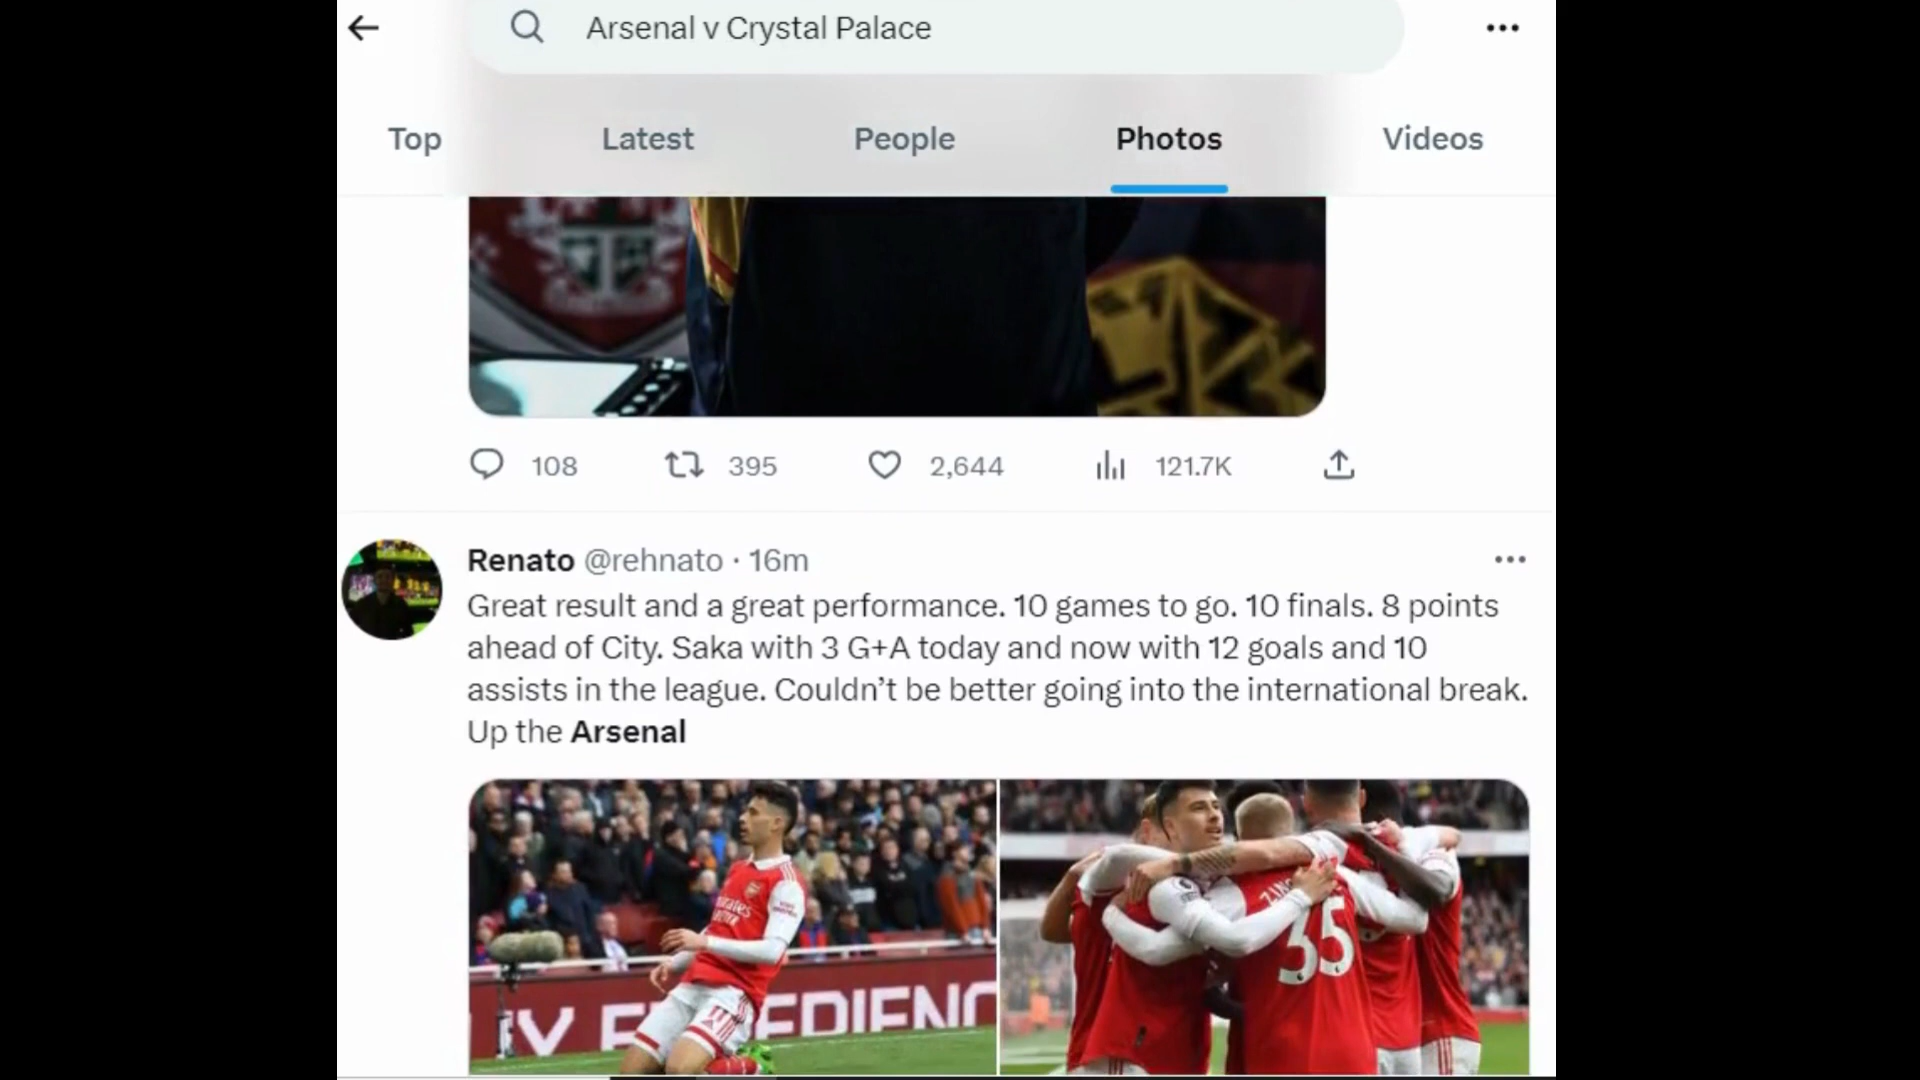 Arsenal v Crystal Palace
Top Latest People Photos Videos
108 395 2,644 121.7K
Renato @rehnato · 16m
Great result and a great performance. 10 games to go. 10 finals. 8 points
ahead of City. Saka with 3 G+A today and now with 12 goals and 10
assists in the league. Couldn’t be better going into the international break.
Up the Arsenal
35
11